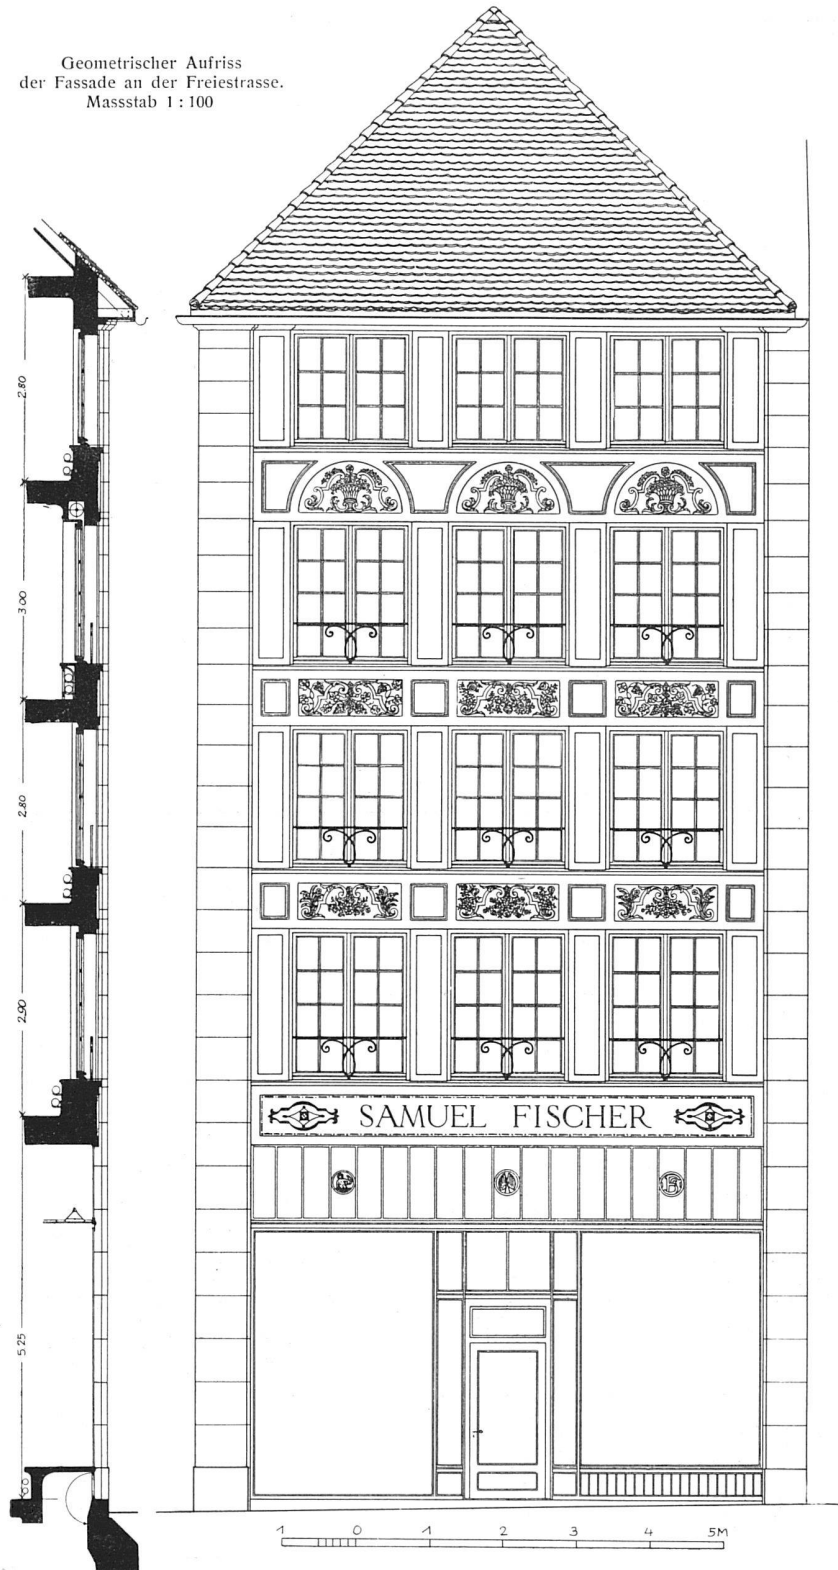 Geometrischer Aufriss
der Fassade an der Freiestrasse.
Massstab 1 : 100
2.80
3.00
2.80
2.90
5.25
SAMUEL FISCHER
1 0 1 2 3 4 5M